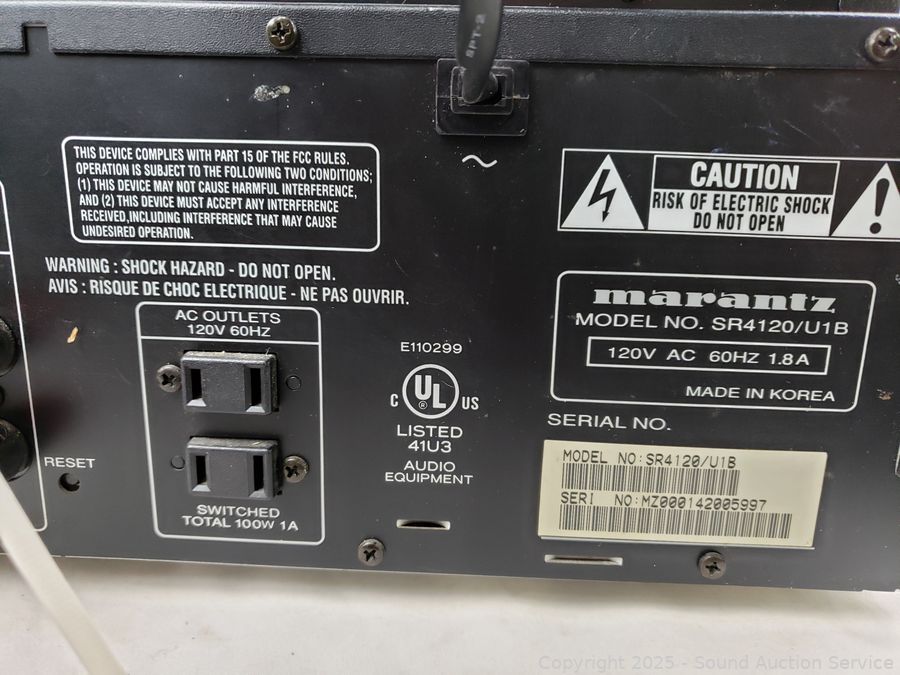 SPT-2
THIS DEVICE COMPLIES WITH PART 15 OF THE FCC RULES.
OPERATION IS SUBJECT TO THE FOLLOWING TWO CONDITIONS;
(1) THIS DEVICE MAY NOT CAUSE HARMFUL INTERFERENCE,
AND (2) THIS DEVICE MUST ACCEPT ANY INTERFERENCE
RECEIVED,INCLUDING INTERFERENCE THAT MAY CAUSE
UNDESIRED OPERATION.
WARNING : SHOCK HAZARD - DO NOT OPEN.
AVIS : RISQUE DE CHOC ELECTRIQUE - NE PAS OUVRIR.
CAUTION
RISK OF ELECTRIC SHOCK
DO NOT OPEN
marantz
MODEL NO. SR4120/U1B
120V AC 60HZ 1.8A
MADE IN KOREA
AC OUTLETS
120V 60HZ
SWITCHED
TOTAL 100W 1A
RESET
E110299
C UL US
®
LISTED
41U3
AUDIO
EQUIPMENT
SERIAL NO.
MODEL NO:SR4120/U1B
SERI NO:MZ000142005997
Copyright © 2025 - Sound Auction Service